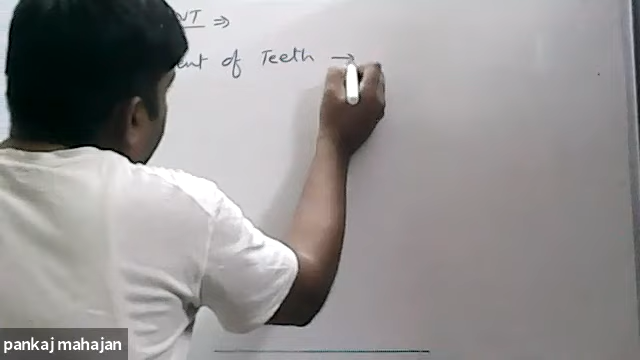 NT ⇒
ent of Teeth →
pankaj mahajan